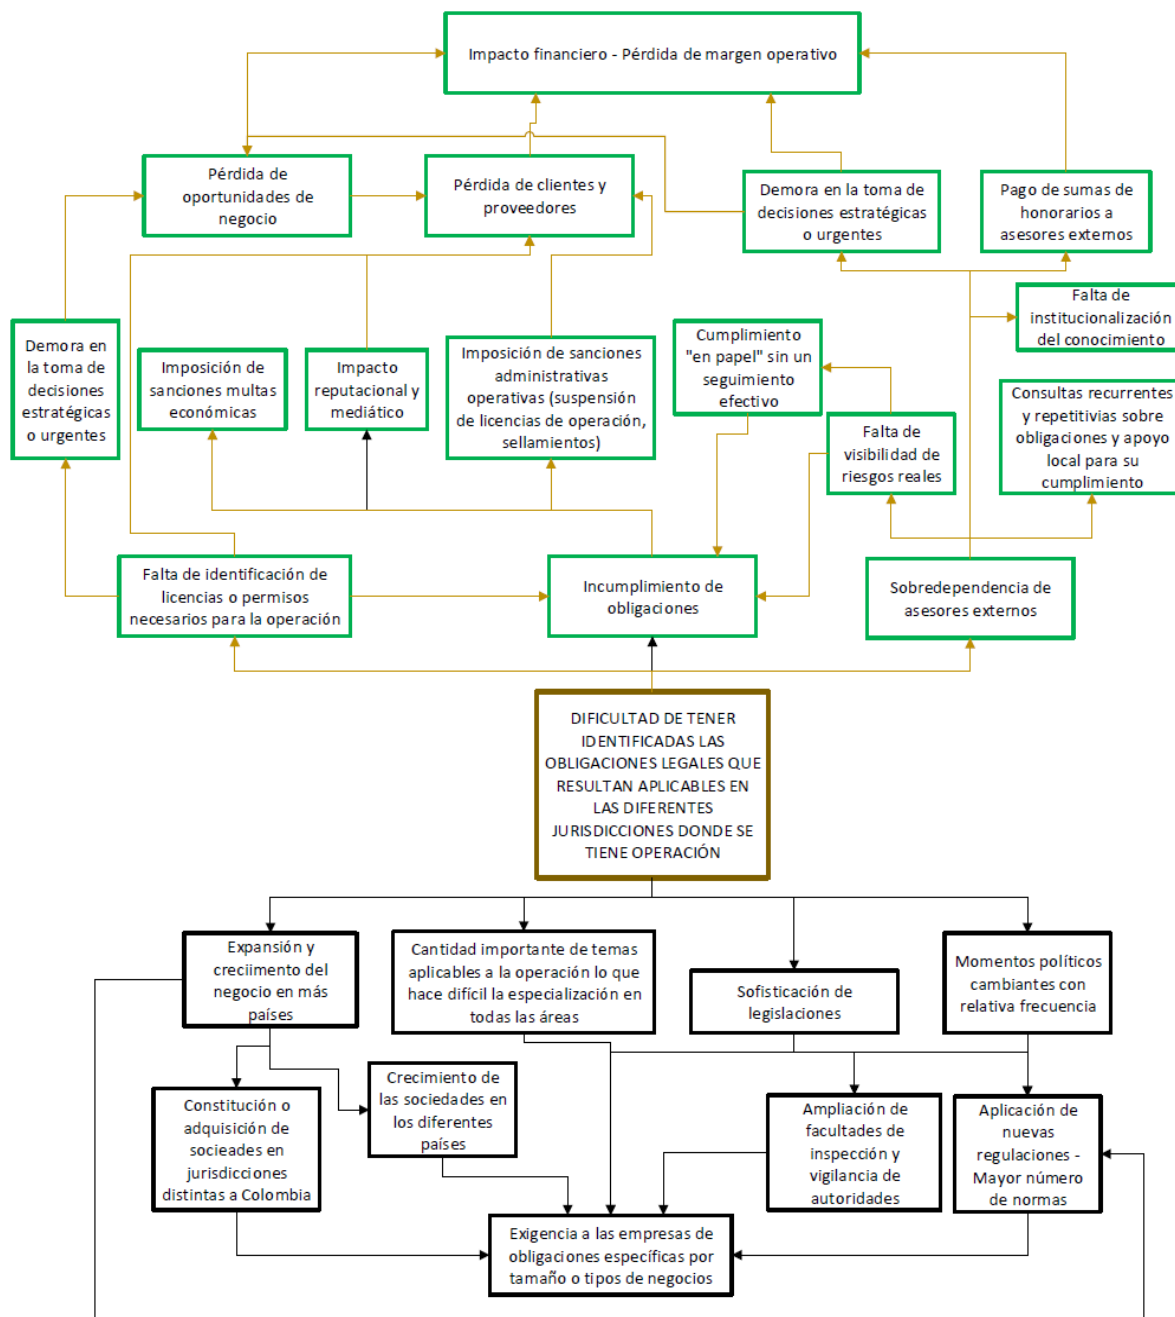 Impacto financiero - Pérdida de margen operativo
Pérdida de
oportunidades de
negocio
Pérdida de clientes y
proveedores
Demora en la toma de
decisiones estratégicas
o urgentes
Pago de sumas de
honorarios a
asesores externos
Falta de
institucionalización
del conocimiento
Demora en
la toma de
decisiones
estratégicas
o urgentes
Imposición de
sanciones multas
económicas
Impacto
reputacional y
mediático
Imposición de sanciones
administrativas
operativas (suspensión
de licencias de operación,
sellamientos)
Cumplimiento
"en papel" sin un
seguimiento
efectivo
Falta de
visibilidad de
riesgos reales
Consultas recurrentes
y repetitivias sobre
obligaciones y apoyo
local para su
cumplimiento
Falta de identificación de
licencias o permisos
necesarios para la operación
Incumplimiento de
obligaciones
Sobredependencia de
asesores externos
DIFICULTAD DE TENER
IDENTIFICADAS LAS
OBLIGACIONES LEGALES QUE
RESULTAN APLICABLES EN
LAS DIFERENTES
JURISDICCIONES DONDE SE
TIENE OPERACIÓN
Expansión y
creciimento del
negocio en más
países
Cantidad importante de temas
aplicables a la operación lo que
hace difícil la especialización en
todas las áreas
Sofisticación de
legislaciones
Momentos políticos
cambiantes con
relativa frecuencia
Constitución o
adquisición de
socieades en
jurisdicciones
distintas a Colombia
Crecimiento de
las sociedades en
los diferentes
países
Ampliación de
facultades de
inspección y
vigilancia de
autoridades
Aplicación de
nuevas
regulaciones -
Mayor número
de normas
Exigencia a las empresas de
obligaciones específicas por
tamaño o tipos de negocios